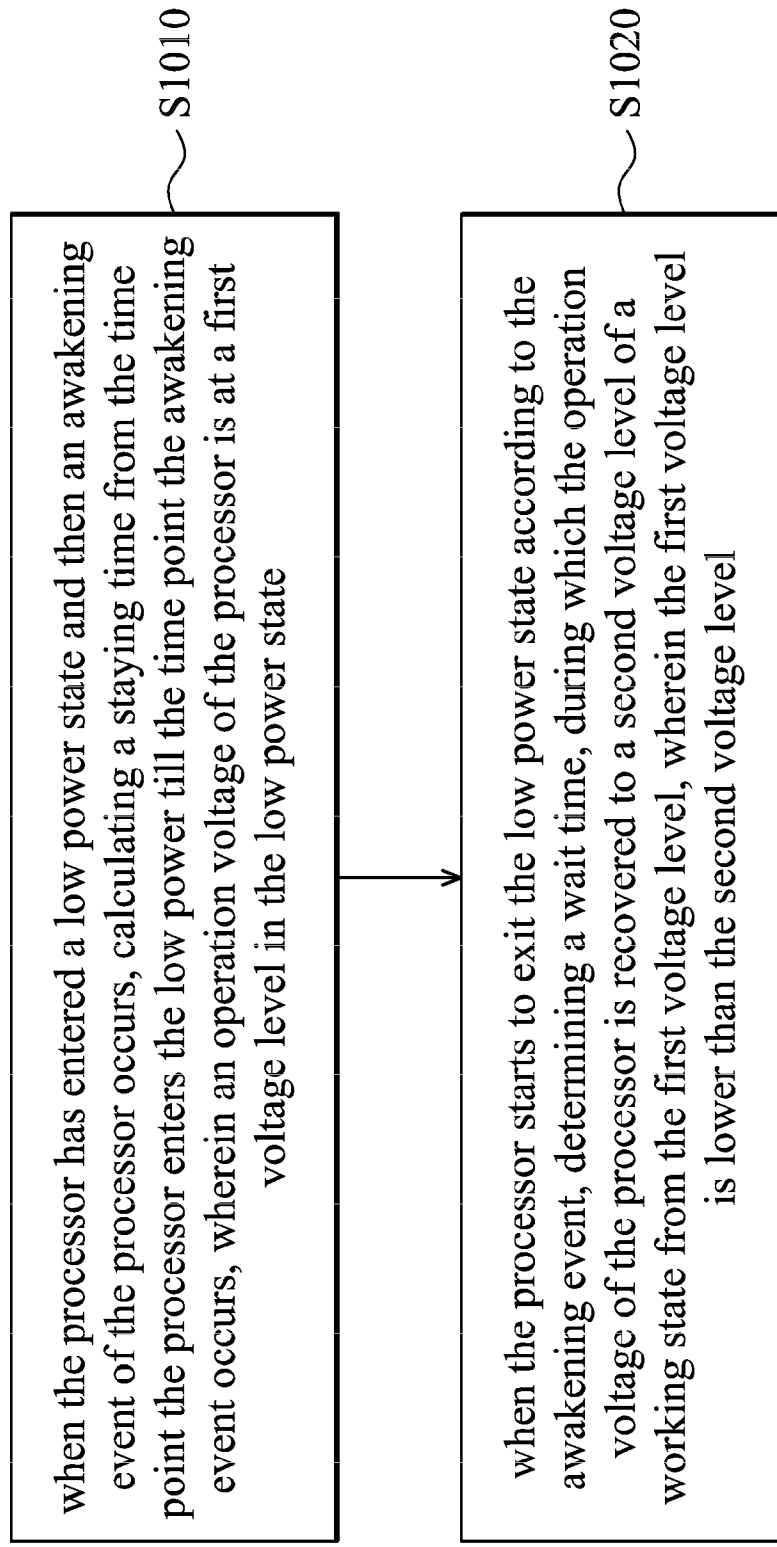 when the processor has entered a low power state and then an awakening
event of the processor occurs, calculating a staying time from the time
point the processor enters the low power till the time point the awakening
event occurs, wherein an operation voltage of the processor is at a first
voltage level in the low power state
S1010
when the processor starts to exit the low power state according to the
awakening event, determining a wait time, during which the operation
voltage of the processor is recovered to a second voltage level of a
working state from the first voltage level, wherein the first voltage level
is lower than the second voltage level
S1020